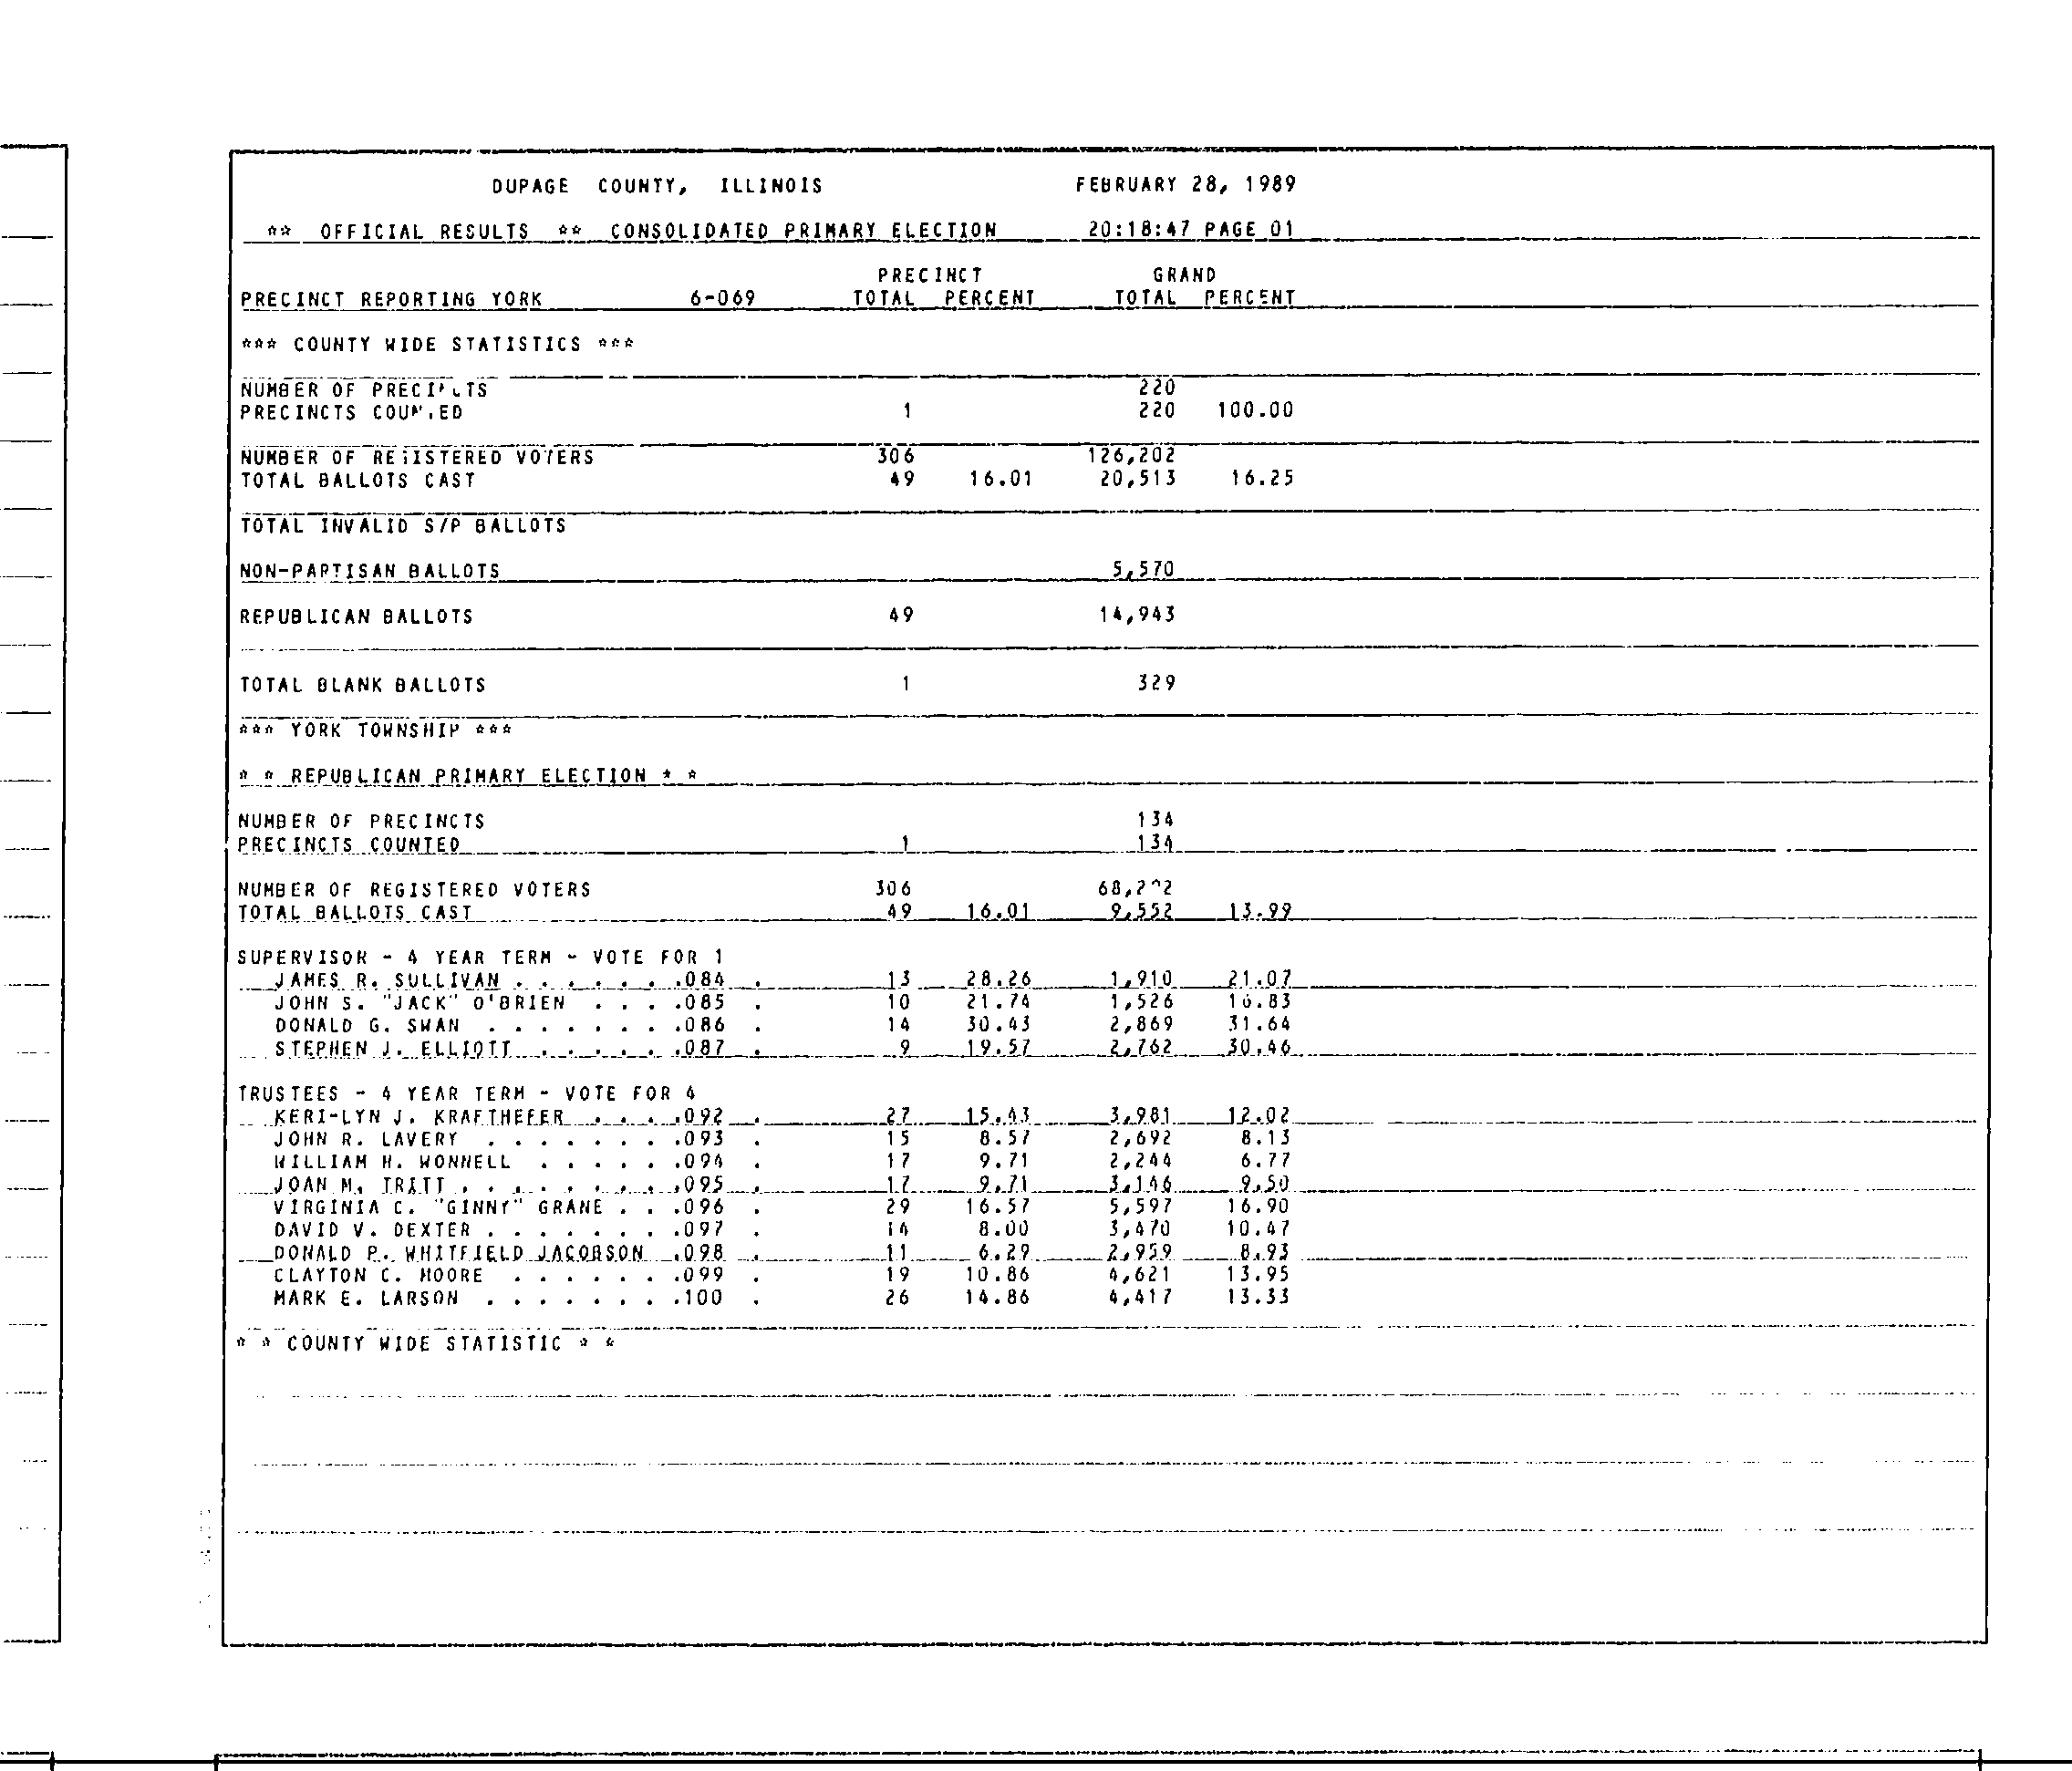 DUPAGE COUNTY, ILLINOIS FEBRUARY 28, 1989
** OFFICIAL RESULTS ** CONSOLIDATED PRIMARY ELECTION 20:18:47 PAGE 01
PRECINCT GRAND
PRECINCT REPORTING YORK 6-069 TOTAL PERCENT TOTAL PERCENT
*** COUNTY WIDE STATISTICS ***
NUMBER OF 220
PRECINCTS 1 220 100.00
NUMBER OF REGISTERED VOTERS 306 126,202
TOTAL BALLOTS CAST 49 16.01 20,513 16.25
TOTAL INVALID S/P BALLOTS
NON-PARTISAN BALLOTS 5,570
REPUBLICAN BALLOTS 49 14,943
TOTAL BLANK BALLOTS 1 329
*** YORK TOWNSHIP ***
* * REPUBLICAN PRIMARY ELECTION * *
NUMBER OF PRECINCTS 134
PRECINCTS COUNTED 1 134
NUMBER OF REGISTERED VOTERS 306
TOTAL BALLOTS CAST 49 16.01 9,552 13.99
SUPERVISOR - 4 YEAR TERM - VOTE FOR 1
JAMES R. SULLIVAN . . . . . . .084 . 13 28.26 1,910 21.07
JOHN S. "JACK" O'BRIEN . . . .085 . 10 21.74 1,526 16.83
DONALD G. SWAN . . . . . . . .086 . 14 30.43 2,869 31.64
STEPHEN J. ELLIOTT . . . . . .087 . 9 19.57 2,762 30.46
TRUSTEES - 4 YEAR TERM - VOTE FOR 4
KERI-LYN J. KRAFTHEFER . . . .092 . 27 15.43 3,981 12.02
JOHN R. LAVERY . . . . . . . .093 . 15 8.57 2,692 8.13
WILLIAM H. WONNELL . . . . . .094 . 17 9.71 2,244 6.77
JOAN M. TRITT . . . . . . . . .095 . 17 9.71 3,146 9.50
VIRGINIA C. "GINNY" GRANE . . .096 . 29 16.57 5,597 16.90
DAVID V. DEXTER . . . . . . . .097 . 14 8.00 3,470 10.47
DONALD P. WHITFIELD JACOBSON .098 . 11 6.29 2,959 8.93
CLAYTON C. MOORE . . . . . . .099 . 19 10.86 4,621 13.95
MARK E. LARSON . . . . . . . .100 . 26 14.86 4,417 13.33
* * COUNTY WIDE STATISTIC * *